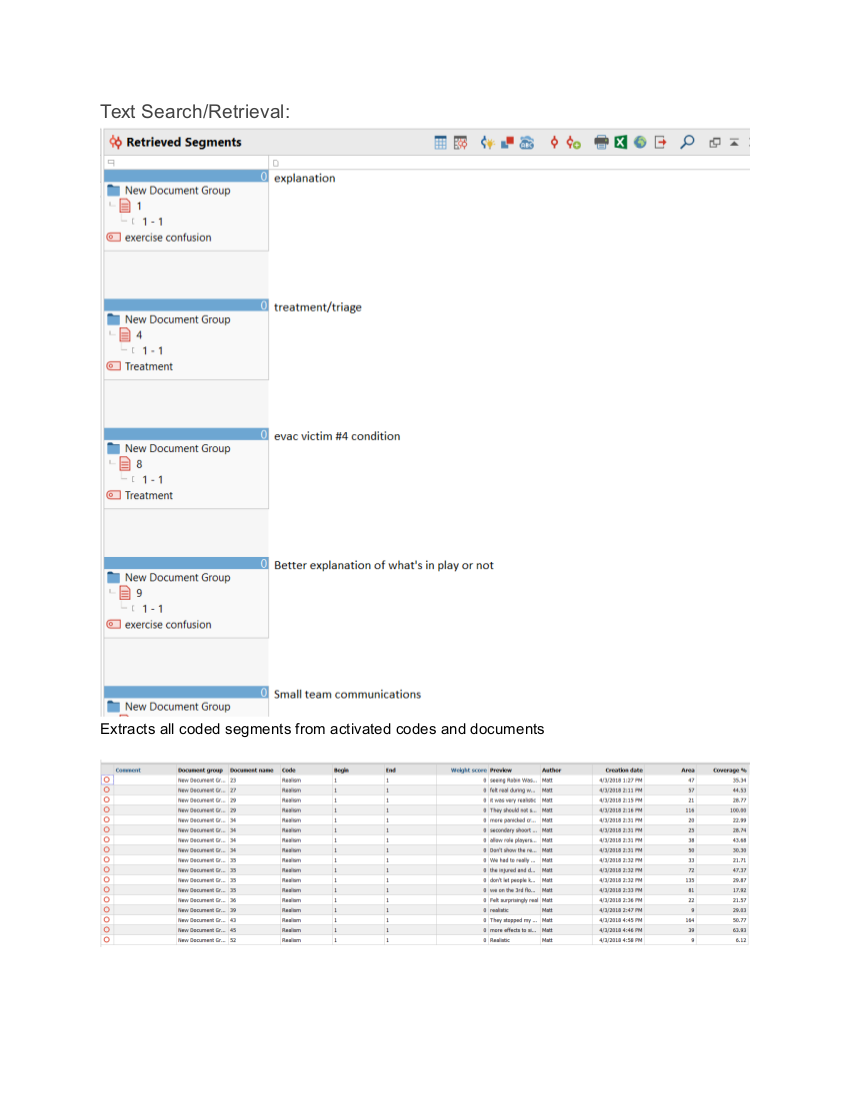 Text Search/Retrieval:
Retrieved Segments
0 explanation
New Document Group
1
1 - 1
exercise confusion
0 treatment/triage
New Document Group
4
1 - 1
Treatment
0 evac victim #4 condition
New Document Group
8
1 - 1
Treatment
0 Better explanation of what's in play or not
New Document Group
9
1 - 1
exercise confusion
0 Small team communications
New Document Group
Extracts all coded segments from activated codes and documents
Comment Document group Document name Code Begin End Weight score Preview Author Creation date Area Coverage %
New Document Gr... 23 Realism 1 1 0 seeing Robin Was... Matt 4/3/2018 1:27 PM 47 35.34
New Document Gr... 27 Realism 1 1 0 felt real during w... Matt 4/3/2018 2:11 PM 57 44.53
New Document Gr... 29 Realism 1 1 0 it was very realistic Matt 4/3/2018 2:15 PM 21 28.77
New Document Gr... 29 Realism 1 1 0 They should not s... Matt 4/3/2018 2:16 PM 116 100.00
New Document Gr... 34 Realism 1 1 0 more panicked cr... Matt 4/3/2018 2:31 PM 20 22.99
New Document Gr... 34 Realism 1 1 0 secondary shoort ... Matt 4/3/2018 2:31 PM 25 28.74
New Document Gr... 34 Realism 1 1 0 allow role players... Matt 4/3/2018 2:31 PM 38 43.68
New Document Gr... 34 Realism 1 1 0 Don't show the re... Matt 4/3/2018 2:31 PM 50 30.30
New Document Gr... 35 Realism 1 1 0 We had to really ... Matt 4/3/2018 2:32 PM 33 21.71
New Document Gr... 35 Realism 1 1 0 the injured and d... Matt 4/3/2018 2:32 PM 72 47.37
New Document Gr... 35 Realism 1 1 0 don't let people k... Matt 4/3/2018 2:32 PM 135 29.87
New Document Gr... 35 Realism 1 1 0 we on the 3rd flo... Matt 4/3/2018 2:33 PM 81 17.92
New Document Gr... 36 Realism 1 1 0 Felt surprisngly real Matt 4/3/2018 2:36 PM 22 21.57
New Document Gr... 39 Realism 1 1 0 realistic Matt 4/3/2018 2:47 PM 9 29.03
New Document Gr... 43 Realism 1 1 0 They stopped my ... Matt 4/3/2018 4:45 PM 164 50.77
New Document Gr... 45 Realism 1 1 0 more effects to si... Matt 4/3/2018 4:46 PM 39 63.93
New Document Gr... 52 Realism 1 1 0 Realistic Matt 4/3/2018 4:58 PM 9 6.12